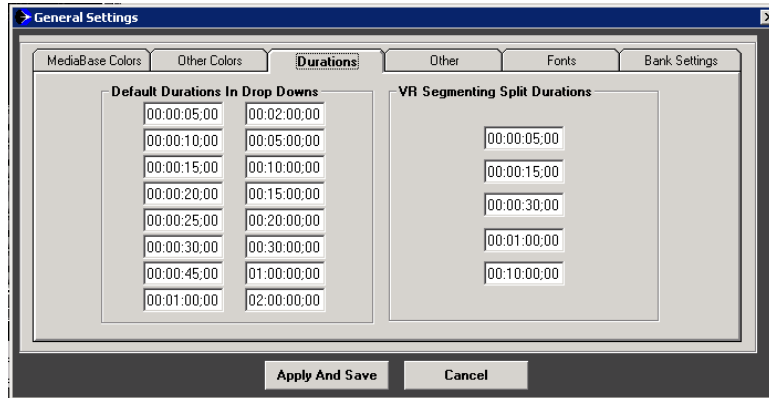 General Settings
MediaBase Colors Other Colors Durations Other Fonts Bank Settings
Default Durations In Drop Downs
00:00:05;00 00:02:00;00
00:00:10;00 00:05:00;00
00:00:15;00 00:10:00;00
00:00:20;00 00:15:00;00
00:00:25;00 00:20:00;00
00:00:30;00 00:30:00;00
00:00:45;00 01:00:00;00
00:01:00;00 02:00:00;00
VR Segmenting Split Durations
00:00:05;00
00:00:15;00
00:00:30;00
00:01:00;00
00:10:00;00
Apply And Save Cancel